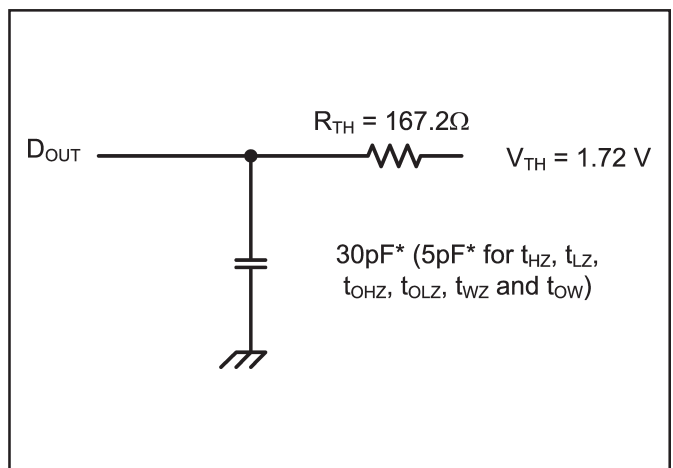 R_TH = 167.2Ω
D_OUT
V_TH = 1.72 V
30pF* (5pF* for t_HZ, t_LZ,
t_OHZ, t_OLZ, t_WZ and t_OW)